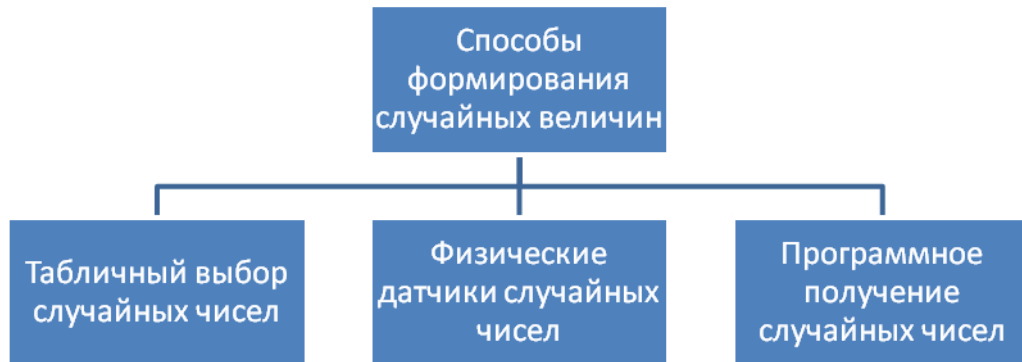 Способы
формирования
случайных величин
Табличный выбор
случайных чисел
Физические
датчики случайных
чисел
Программное
получение
случайных чисел